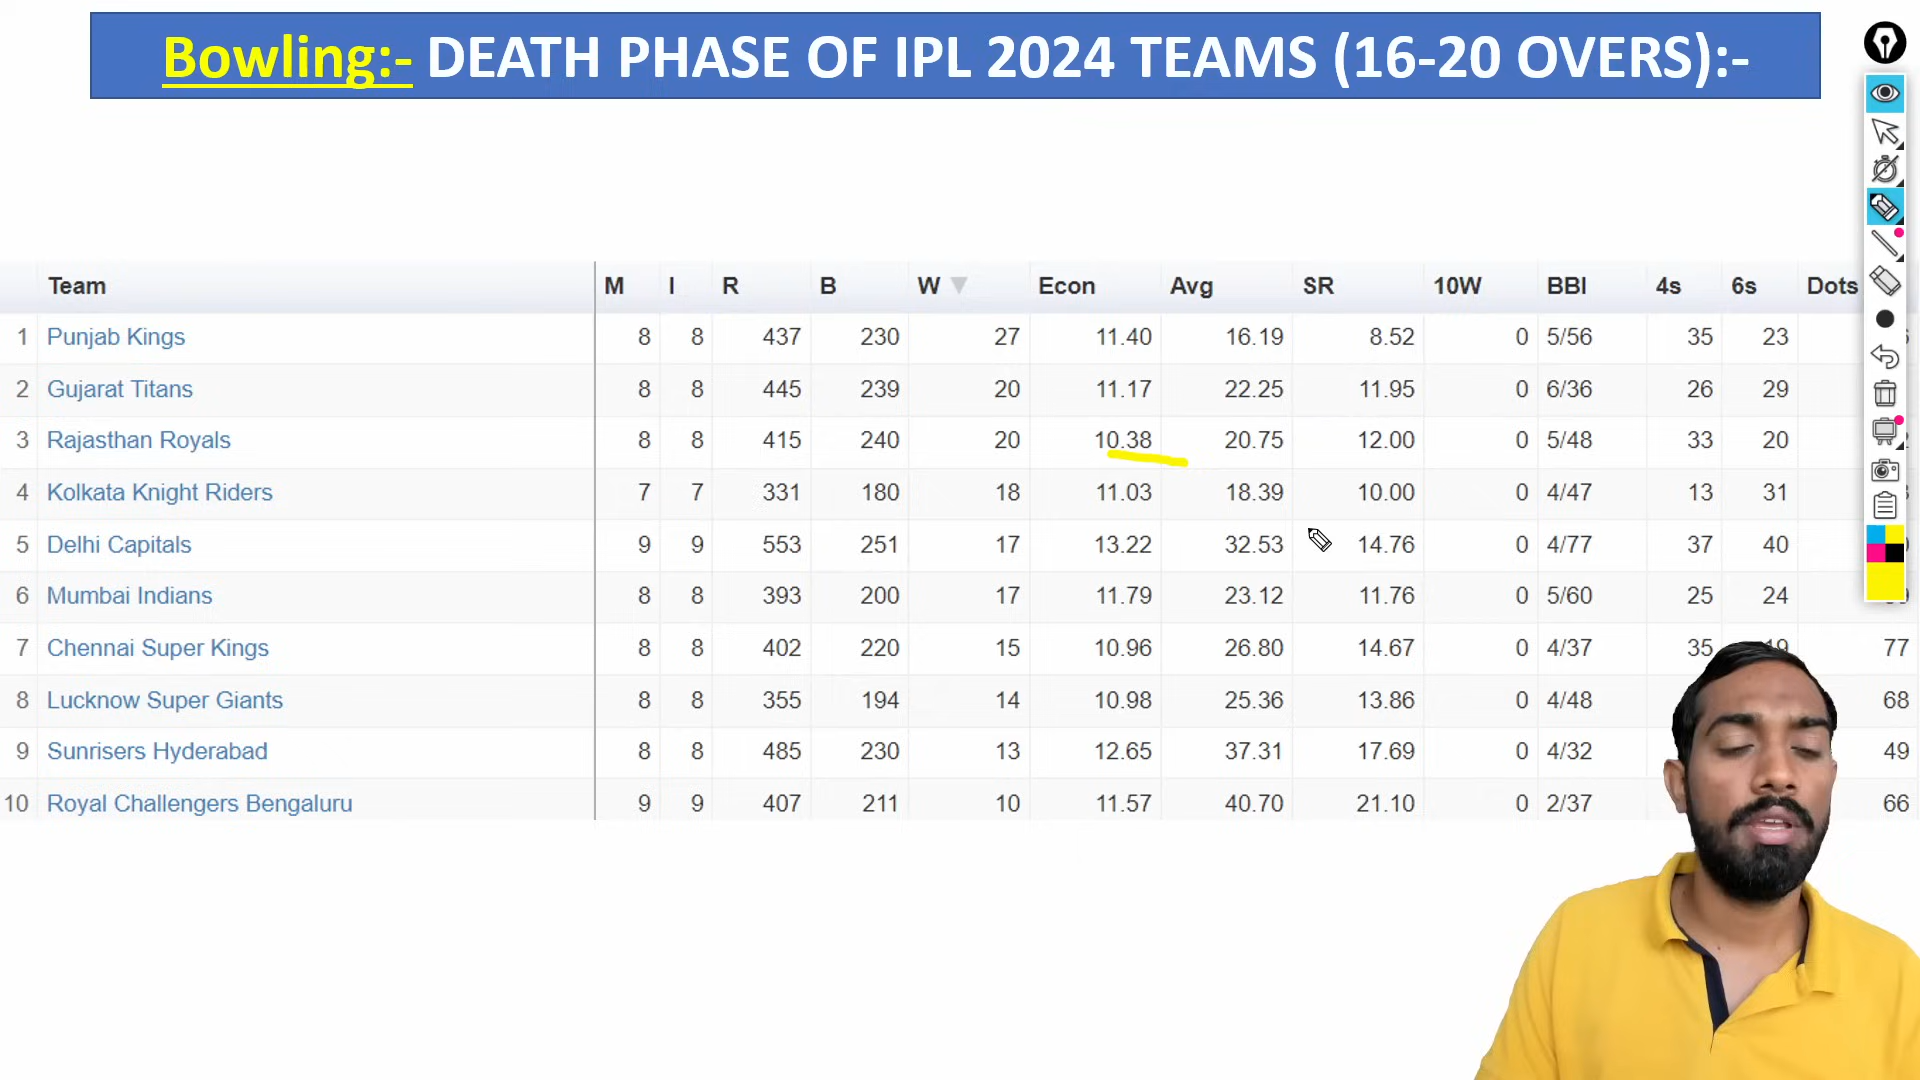 Bowling:- DEATH PHASE OF IPL 2024 TEAMS (16-20 OVERS):-
Team M I R B W Econ Avg SR 10W BBI 4s 6s Dots
1 Punjab Kings 8 8 437 230 27 11.40 16.19 8.52 0 5/56 35 23
2 Gujarat Titans 8 8 445 239 20 11.17 22.25 11.95 0 6/36 26 29
3 Rajasthan Royals 8 8 415 240 20 10.38 20.75 12.00 0 5/48 33 20
4 Kolkata Knight Riders 7 7 331 180 18 11.03 18.39 10.00 0 4/47 13 31
5 Delhi Capitals 9 9 553 251 17 13.22 32.53 14.76 0 4/77 37 40
6 Mumbai Indians 8 8 393 200 17 11.79 23.12 11.76 0 5/60 25 24
7 Chennai Super Kings 8 8 402 220 15 10.96 26.80 14.67 0 4/37 35 19 77
8 Lucknow Super Giants 8 8 355 194 14 10.98 25.36 13.86 0 4/48 68
9 Sunrisers Hyderabad 8 8 485 230 13 12.65 37.31 17.69 0 4/32 49
10 Royal Challengers Bengaluru 9 9 407 211 10 11.57 40.70 21.10 0 2/37 66